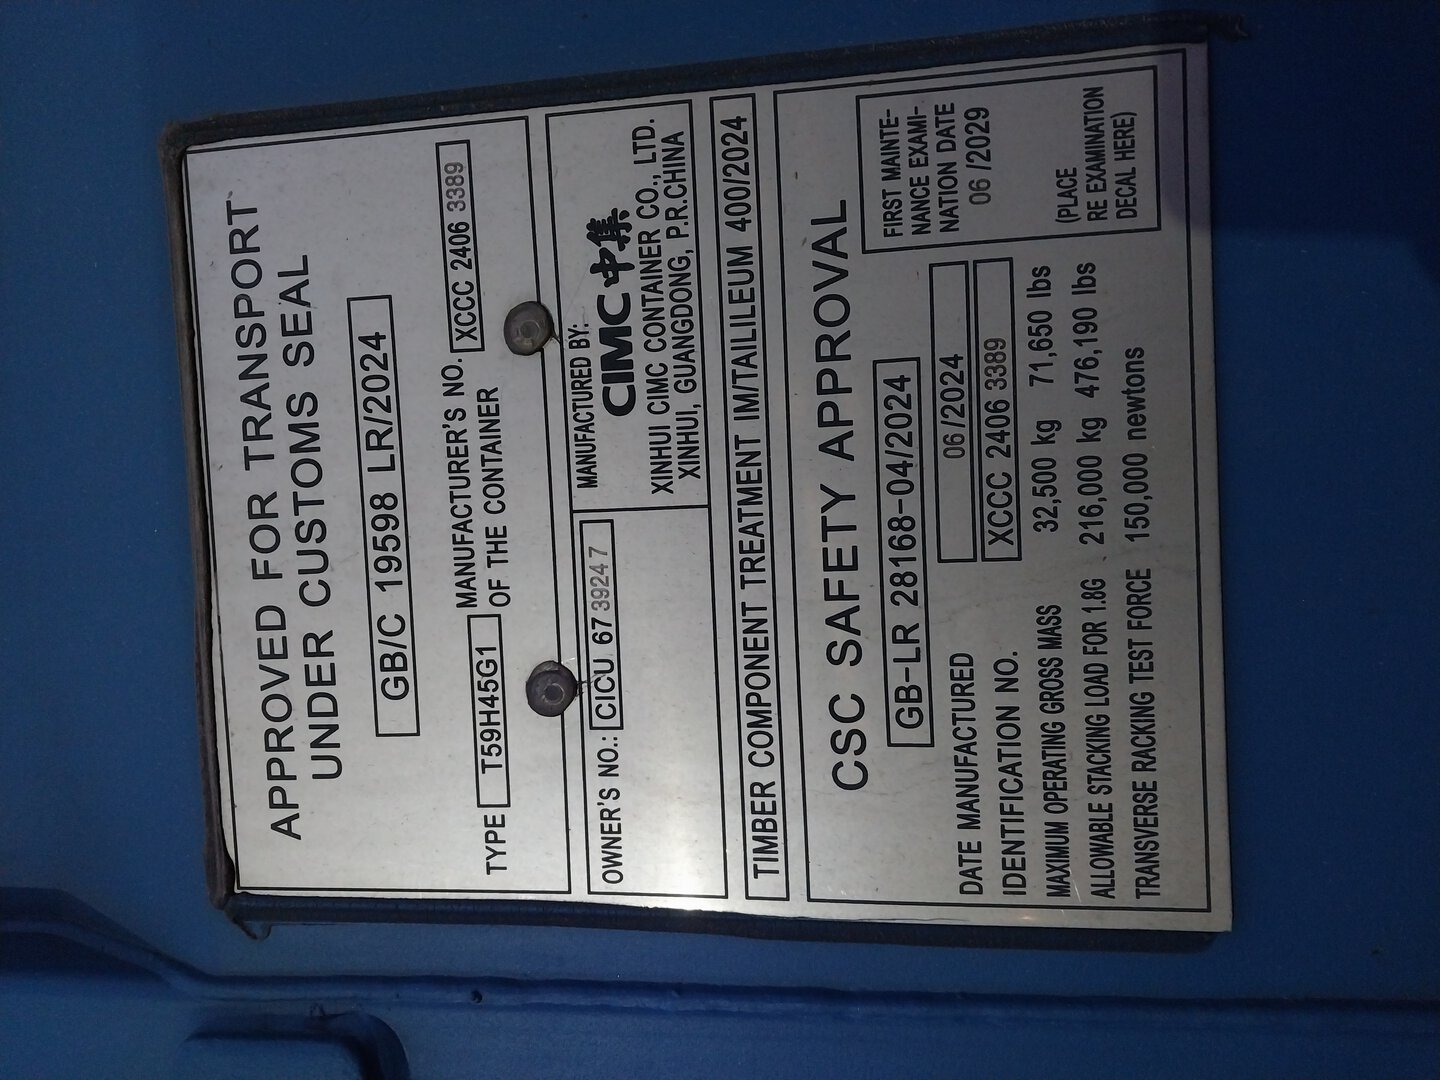 APPROVED FOR TRANSPORT
UNDER CUSTOMS SEAL
GB/C 19598 LR/2024
TYPE T59H45G1 MANUFACTURER'S NO.
OF THE CONTAINER
XCCC 2406 3389
OWNER'S NO.: CICU 67 3924 7
MANUFACTURED BY:
CIMC 中集
XINHUI CIMC CONTAINER CO., LTD.
XINHUI, GUANGDONG, P.R.CHINA
TIMBER COMPONENT TREATMENT IM/TAILILEUM 400/2024
CSC SAFETY APPROVAL
GB-LR 28168-04/2024
DATE MANUFACTURED 06 /2024
IDENTIFICATION NO. XCCC 2406 3389
MAXIMUM OPERATING GROSS MASS 32,500 kg 71,650 lbs
ALLOWABLE STACKING LOAD FOR 1.8G 216,000 kg 476,190 lbs
TRANSVERSE RACKING TEST FORCE 150,000 newtons
FIRST MAINTE-
NANCE EXAMI-
NATION DATE
06 /2029
(PLACE
RE EXAMINATION
DECAL HERE)